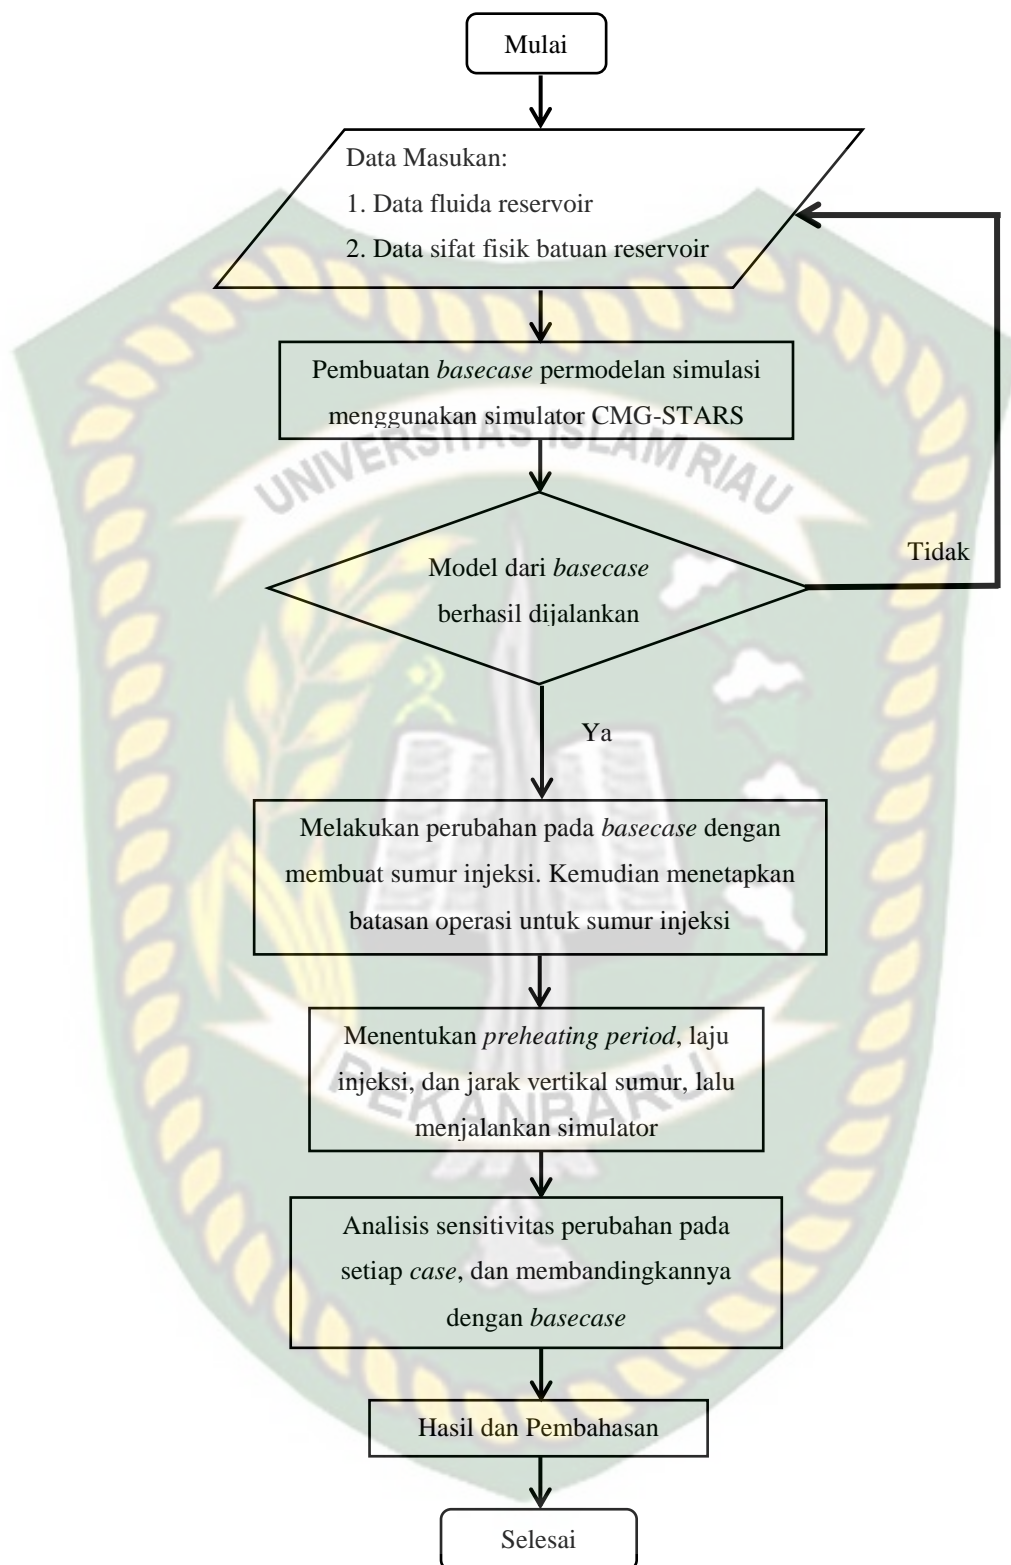 Mulai
Data Masukan:
1. Data fluida reservoir
2. Data sifat fisik batuan reservoir
Pembuatan basecase permodelan simulasi
menggunakan simulator CMG-STARS
UNIVERSITAS ISLAM RIAU
Model dari basecase
berhasil dijalankan
Tidak
Ya
Melakukan perubahan pada basecase dengan
membuat sumur injeksi. Kemudian menetapkan
batasan operasi untuk sumur injeksi
Menentukan preheating period, laju
injeksi, dan jarak vertikal sumur, lalu
menjalankan simulator
PEKANBARU
Analisis sensitivitas perubahan pada
setiap case, dan membandingkannya
dengan basecase
Hasil dan Pembahasan
Selesai